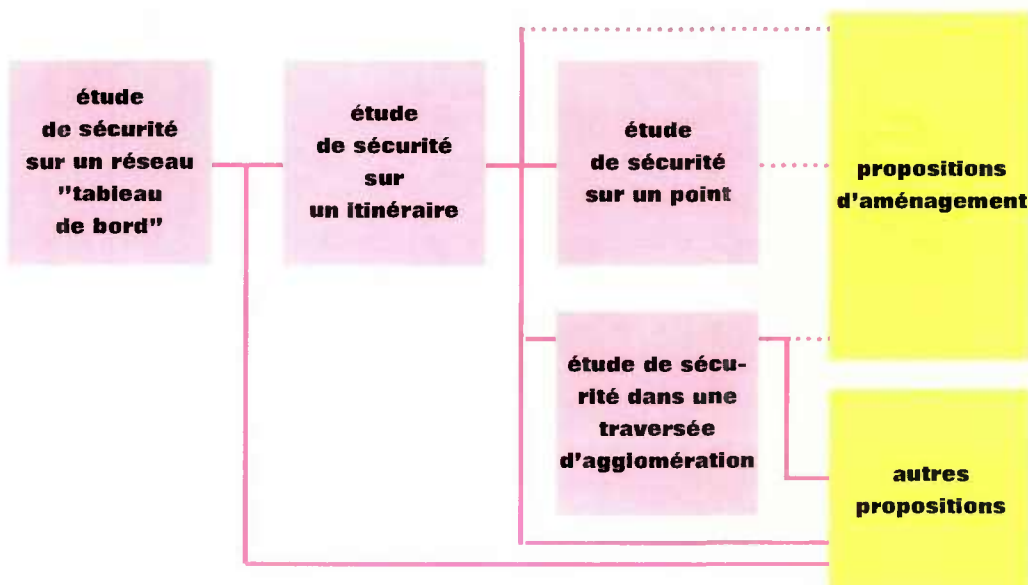 étude
de sécurité
sur un réseau
"tableau
de bord"
étude
de sécurité
sur
un itinéraire
étude
de sécurité
sur un point
propositions
d'aménagement
étude de sécu-
rité dans une
traversée
d'agglomération
autres
propositions